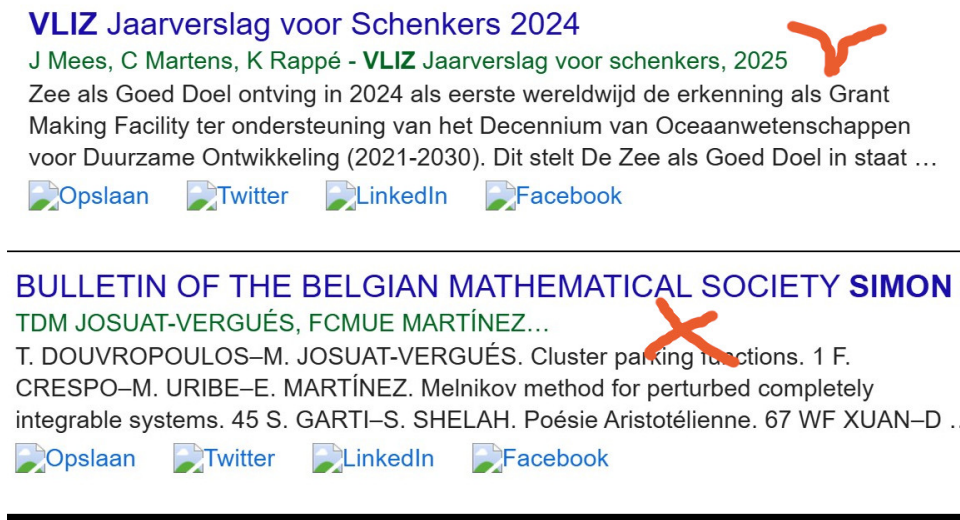 VLIZ Jaarverslag voor Schenkers 2024
J Mees, C Martens, K Rappé - VLIZ Jaarverslag voor schenkers, 2025
Zee als Goed Doel ontving in 2024 als eerste wereldwijd de erkenning als Grant
Making Facility ter ondersteuning van het Decennium van Oceaanwetenschappen
voor Duurzame Ontwikkeling (2021-2030). Dit stelt De Zee als Goed Doel in staat …
Opslaan Twitter LinkedIn Facebook
BULLETIN OF THE BELGIAN MATHEMATICAL SOCIETY SIMON
TDM JOSUAT-VERGUÉS, FCMUE MARTÍNEZ…
T. DOUVROPOULOS–M. JOSUAT-VERGUÉS. Cluster parking functions. 1 F.
CRESPO–M. URIBE–E. MARTÍNEZ. Melnikov method for perturbed completely
integrable systems. 45 S. GARTI–S. SHELAH. Poésie Aristotélienne. 67 WF XUAN–D …
Opslaan Twitter LinkedIn Facebook